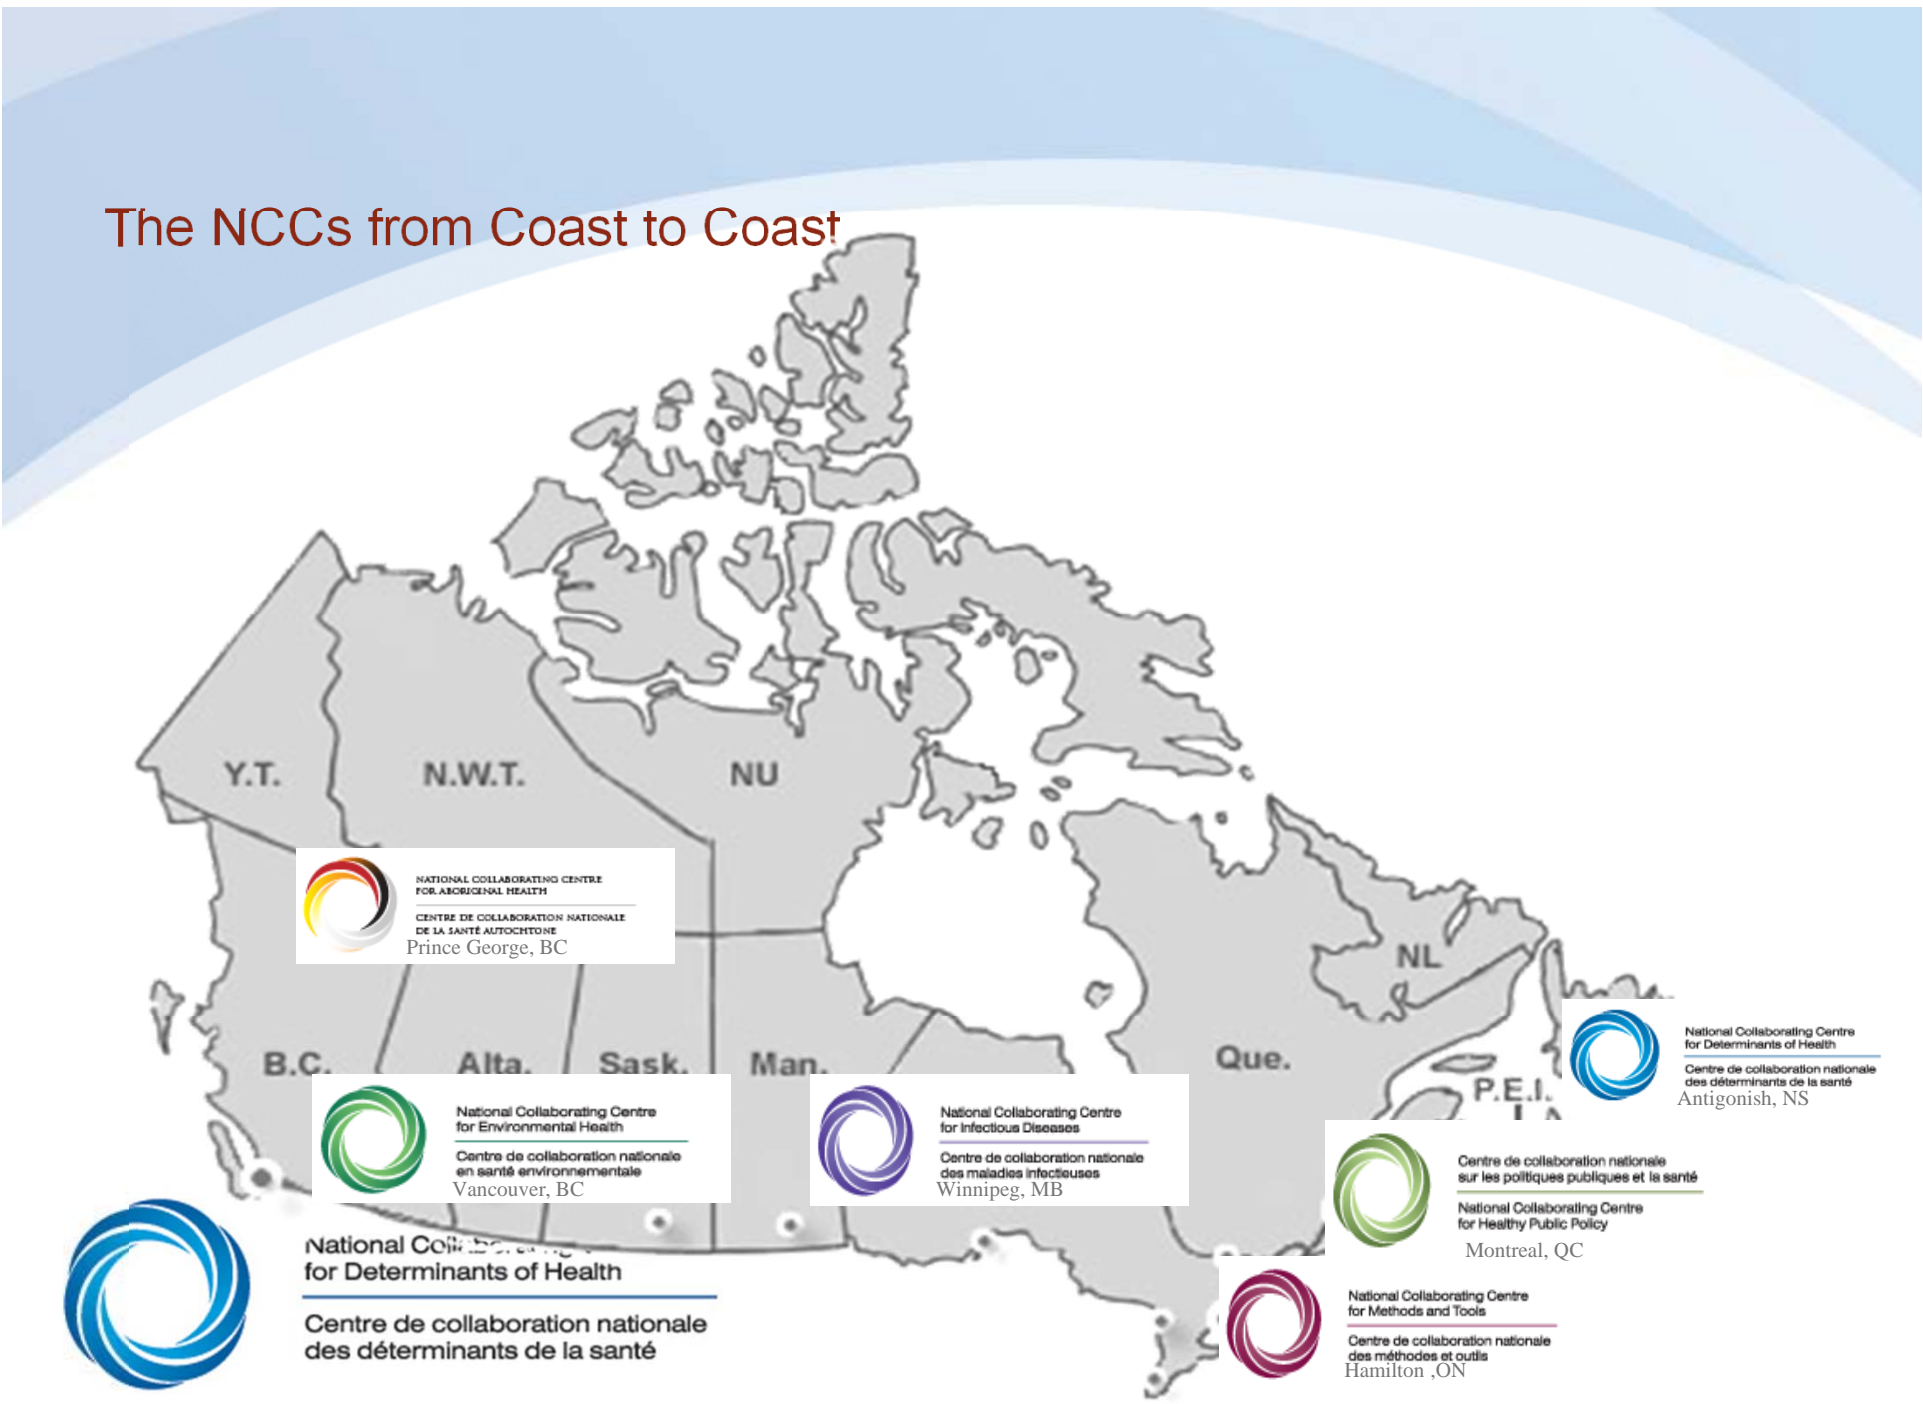 The NCCs from Coast to Coast
Y.T.
N.W.T.
NU
NATIONAL COLLABORATING CENTRE
FOR ABORIGINAL HEALTH
CENTRE DE COLLABORATION NATIONALE
DE LA SANTÉ AUTOCHTONE
Prince George, BC
NL
B.C.
Alta.
Sask.
Man.
Que.
P.E.I.
National Collaborating Centre
for Determinants of Health
Centre de collaboration nationale
des déterminants de la santé
Antigonish, NS
National Collaborating Centre
for Environmental Health
Centre de collaboration nationale
en santé environnementale
Vancouver, BC
National Collaborating Centre
for Infectious Diseases
Centre de collaboration nationale
des maladies infectieuses
Winnipeg, MB
Centre de collaboration nationale
sur les politiques publiques et la santé
National Collaborating Centre
for Healthy Public Policy
Montreal, QC
National Collaborating Centre
for Methods and Tools
Centre de collaboration nationale
des méthodes et outils
Hamilton ,ON
National
for Determinants of Health
Centre de collaboration nationale
des déterminants de la santé